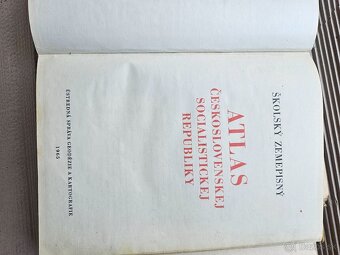 ŠKOLSKÝ ZEMEPISNÝ
ATLAS
ČESKOSLOVENSKEJ
SOCIALISTICKEJ
REPUBLIKY
ÚSTREDNÁ SPRÁVA GEODÉZIE A KARTOGRAFIE
1965